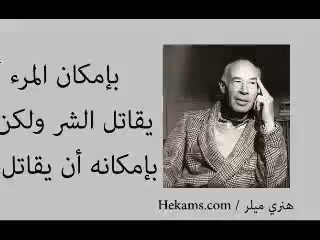 بإمكان المرء
يقاتل الشر ولكن
بإمكانه أن يقاتل
هنري ميلر / Hekams.com